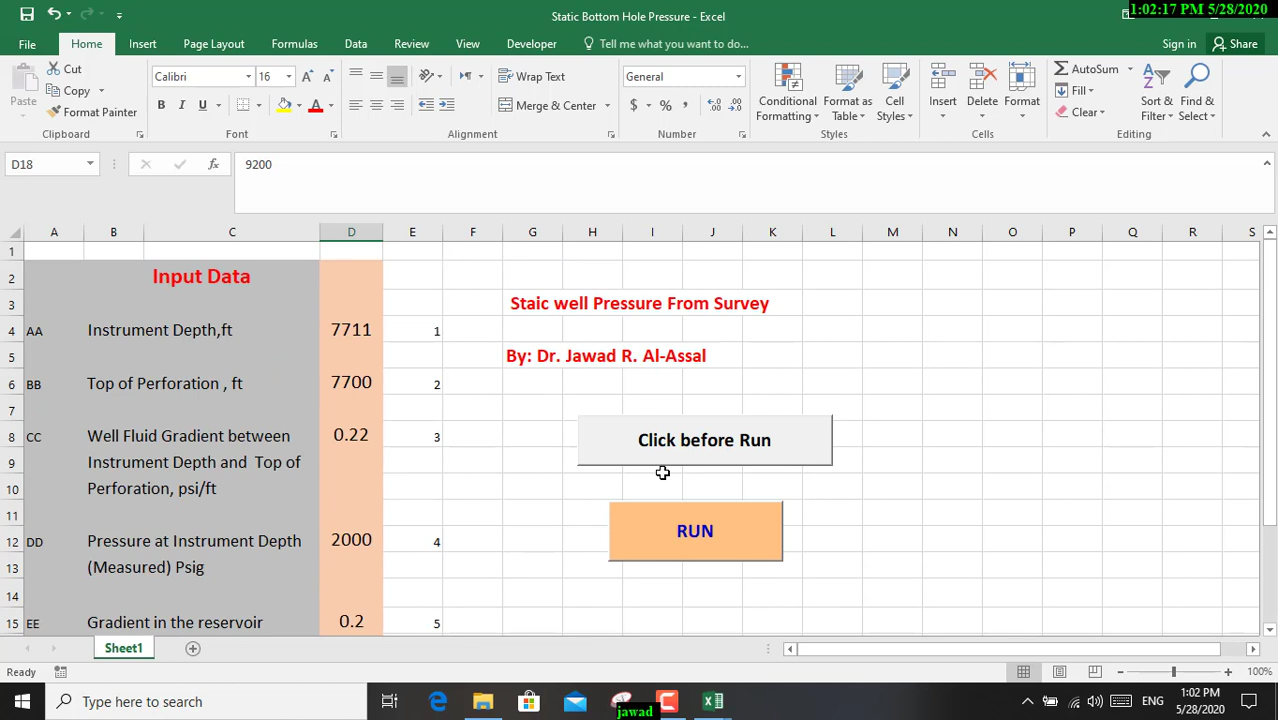 1:02:17 PM 5/28/2020
Static Bottom Hole Pressure - Excel
File Home Insert Page Layout Formulas Data Review View Developer Tell me what you want to do... Sign in Share
Paste
Cut
Copy
Format Painter
Calibri 16
B I U
Wrap Text
Merge & Center
General
$ % ,
Conditional Formatting
Format as Table
Cell Styles
Insert Delete Format
AutoSum
Fill
Clear
Sort & Filter
Find & Select
Clipboard Font Alignment Number Styles Cells Editing
D18 fx 9200
A B C D E F G H I J K L M N O P Q R S
1
2 Input Data
3 Staic well Pressure From Survey
4 AA Instrument Depth,ft 7711 1
5 By: Dr. Jawad R. Al-Assal
6 BB Top of Perforation , ft 7700 2
7
8 CC Well Fluid Gradient between 0.22 3 Click before Run
9 Instrument Depth and Top of
10 Perforation, psi/ft
11
12 DD Pressure at Instrument Depth 2000 4 RUN
13 (Measured) Psig
14
15 EE Gradient in the reservoir 0.2 5
Sheet1
Ready 100%
Type here to search ENG 1:02 PM
5/28/2020
jawad